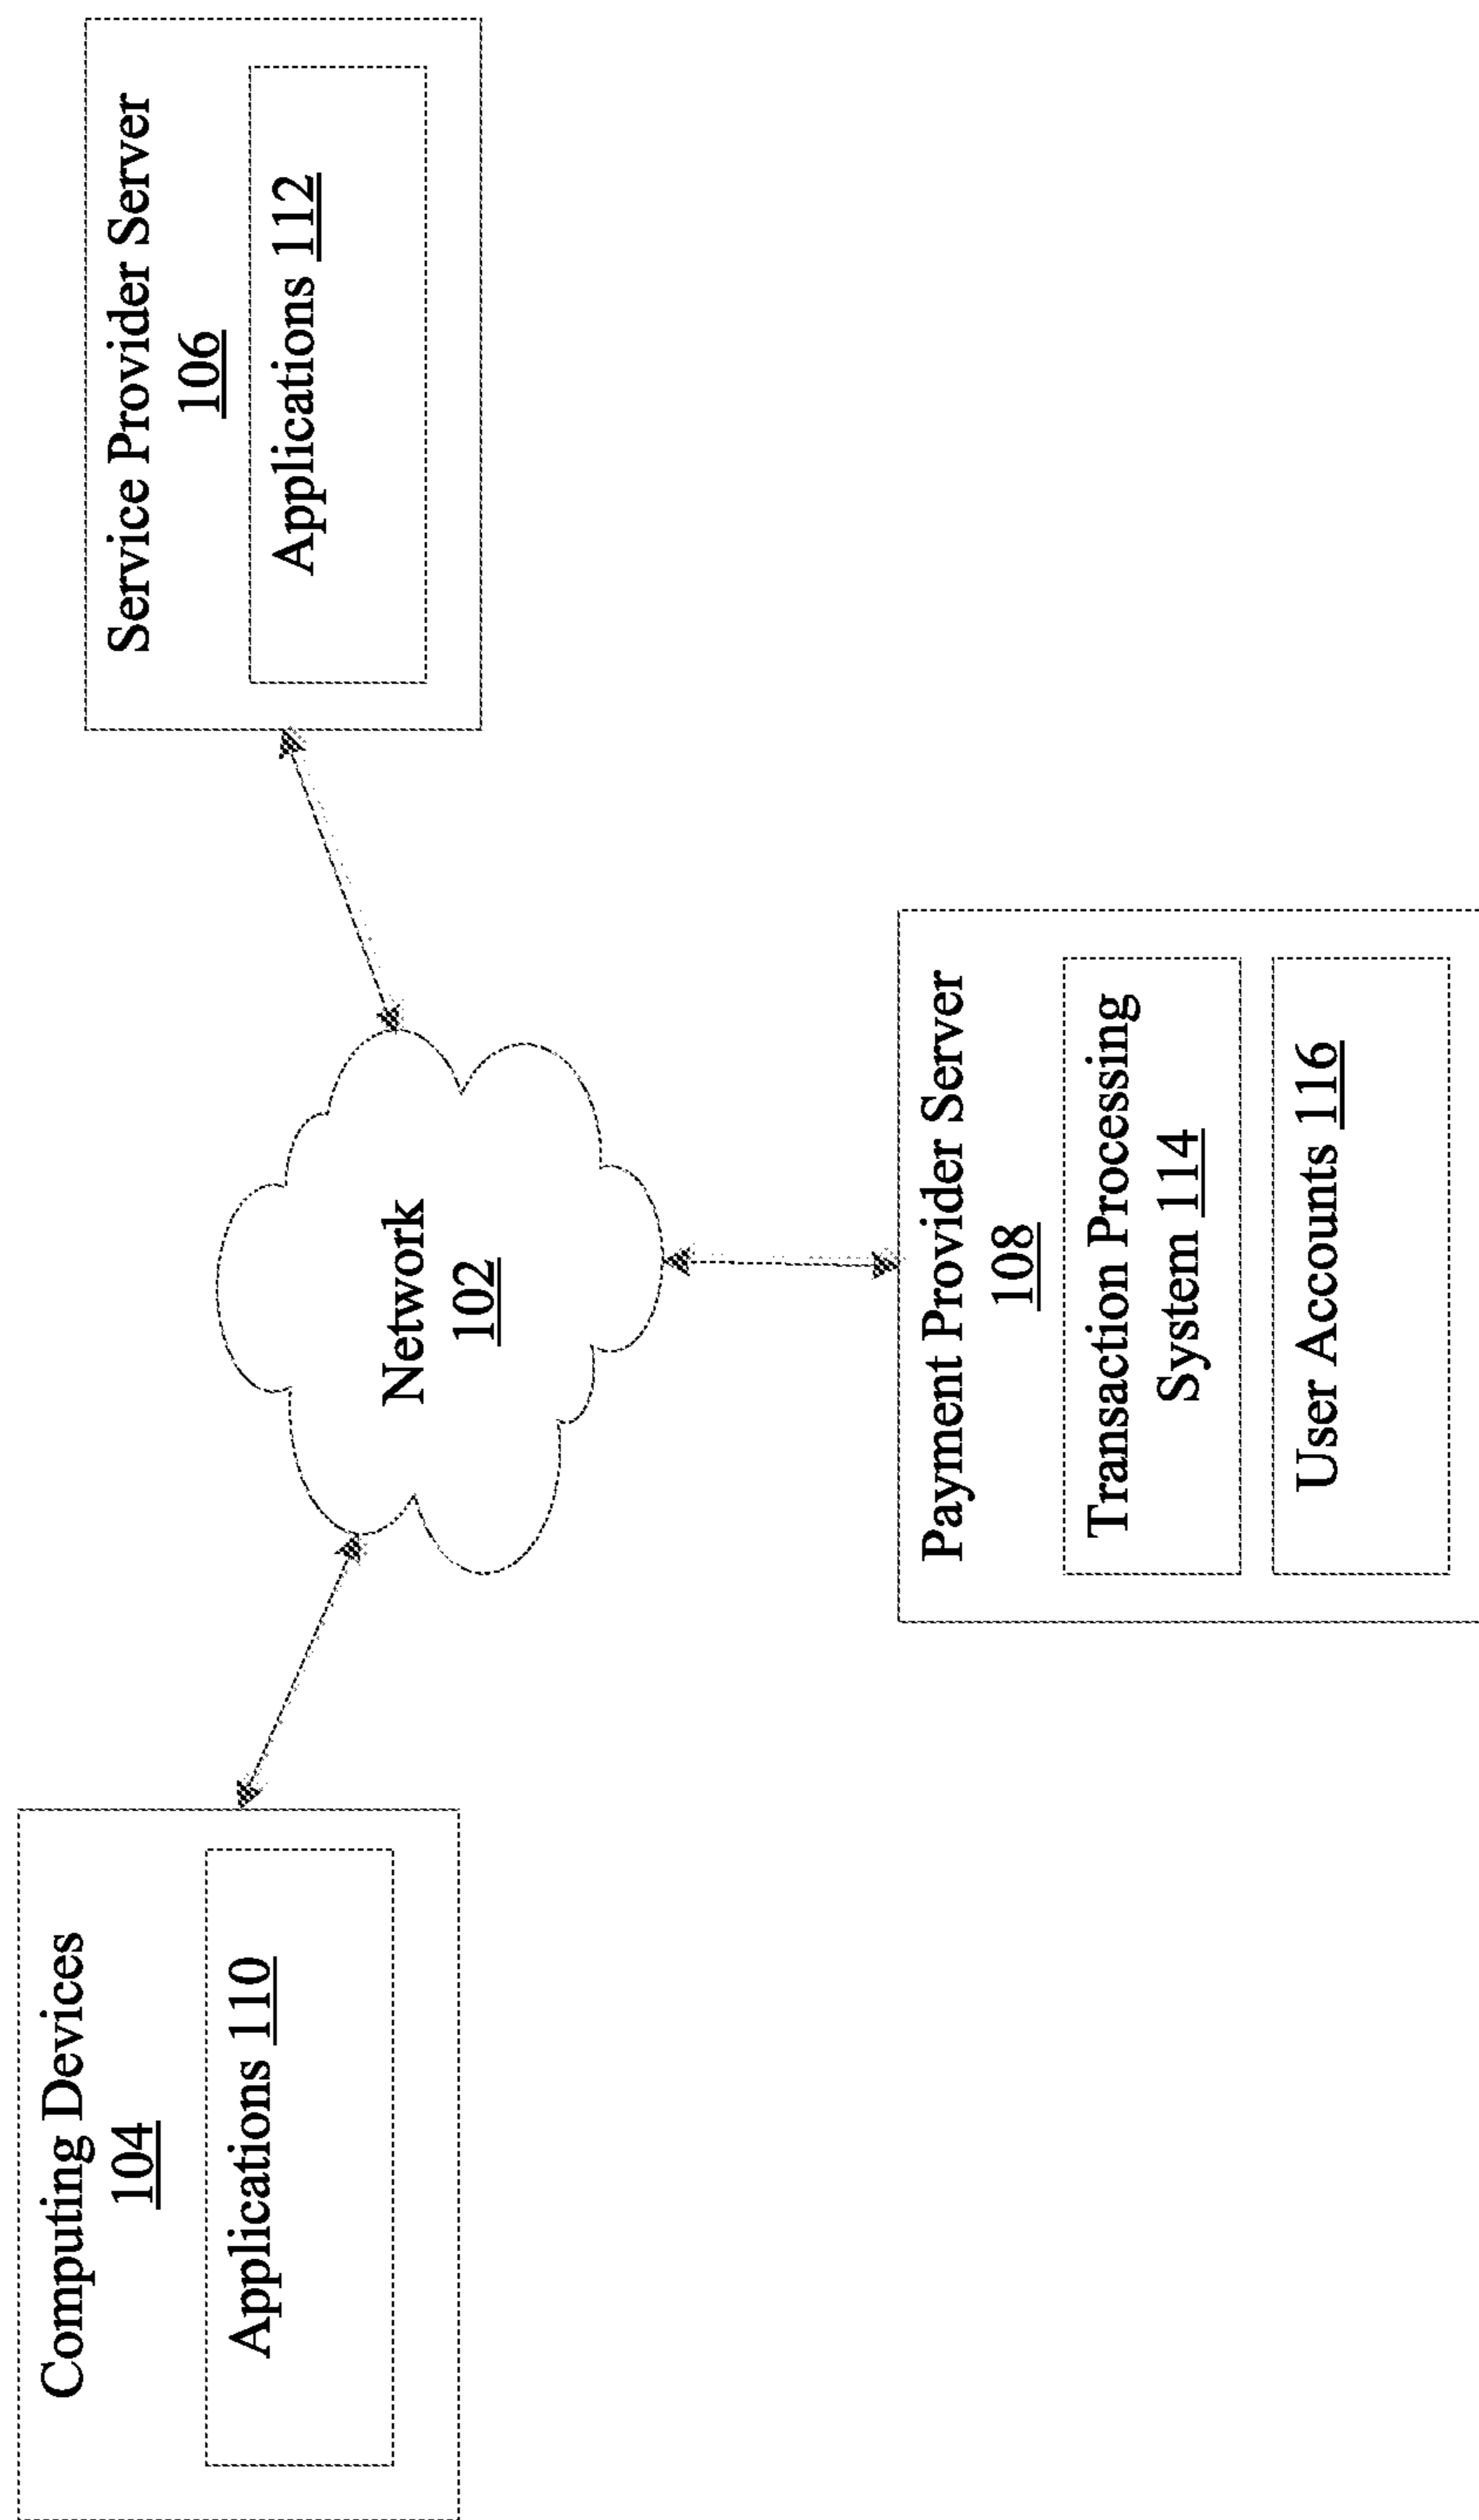 Computing Devices
104
Applications 110
Network
102
Service Provider Server
106
Applications 112
Payment Provider Server
108
Transaction Processing
System 114
User Accounts 116